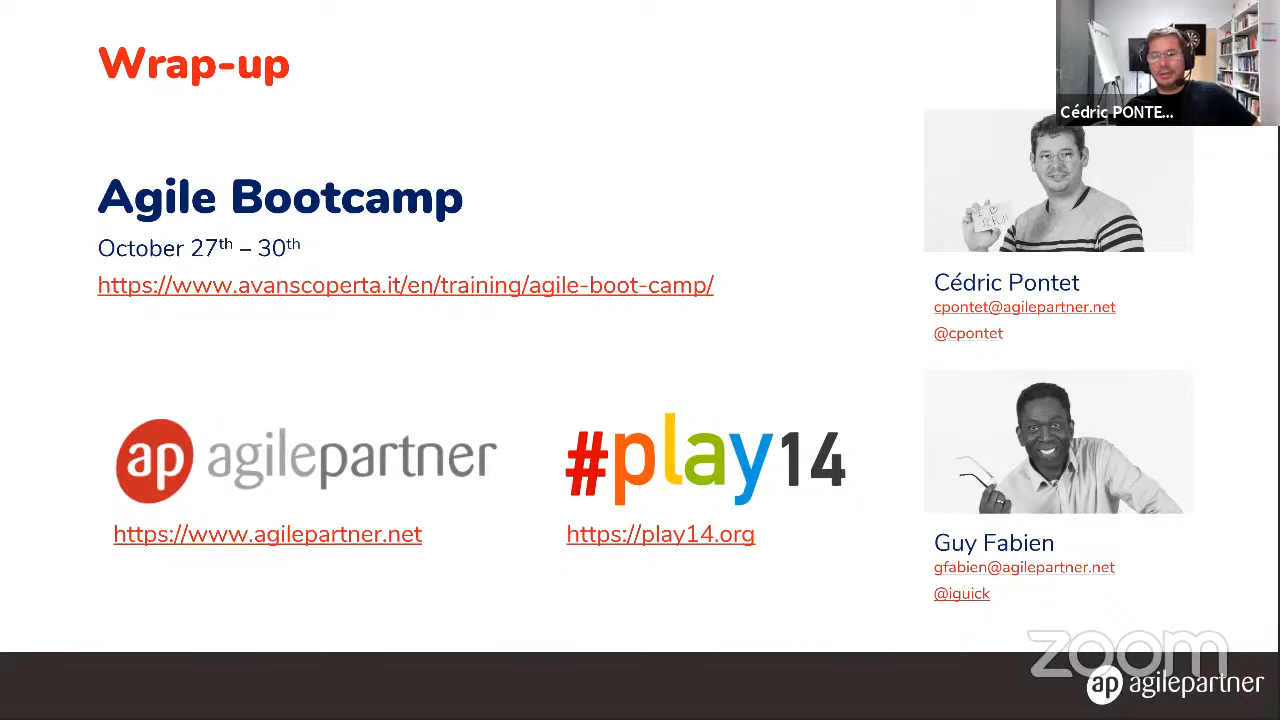 Wrap-up
Cédric PONTE...
Agile Bootcamp
October 27th – 30th
https://www.avanscoperta.it/en/training/agile-boot-camp/
I ♡
SCRUM
Cédric Pontet
cpontet@agilepartner.net
@cpontet
ap agilepartner
https://www.agilepartner.net
#play14
https://play14.org
Guy Fabien
gfabien@agilepartner.net
@iguick
zoom
ap agilepartner